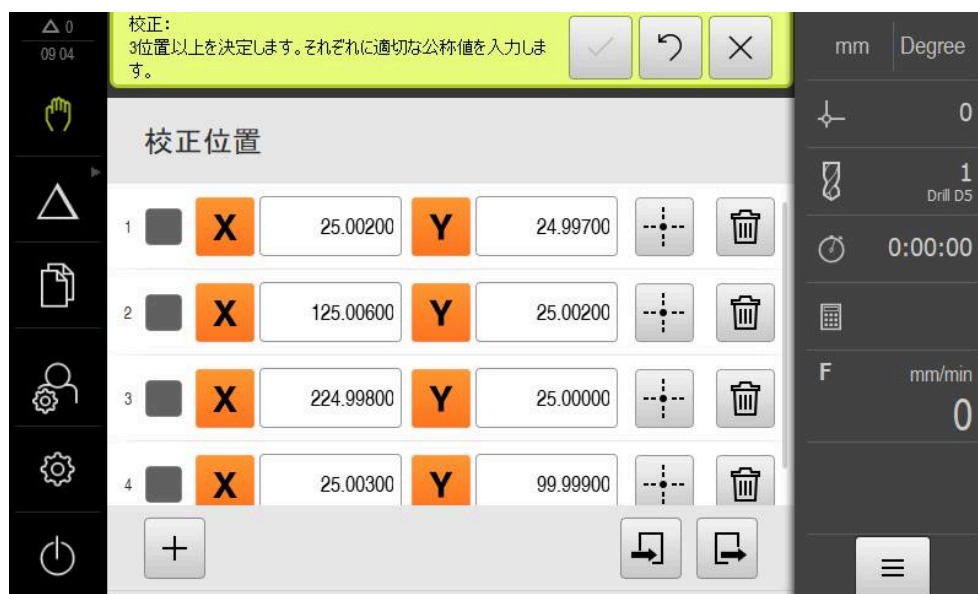 △ 0
09 04
校正:
3位置以上を決定します。それぞれに適切な公称値を入力しま
す。
mm Degree
校正位置
0
1
Drill D5
0:00:00
1 X 25.00200 Y 24.99700
2 X 125.00600 Y 25.00200
3 X 224.99800 Y 25.00000
4 X 25.00300 Y 99.99900
F mm/min
0